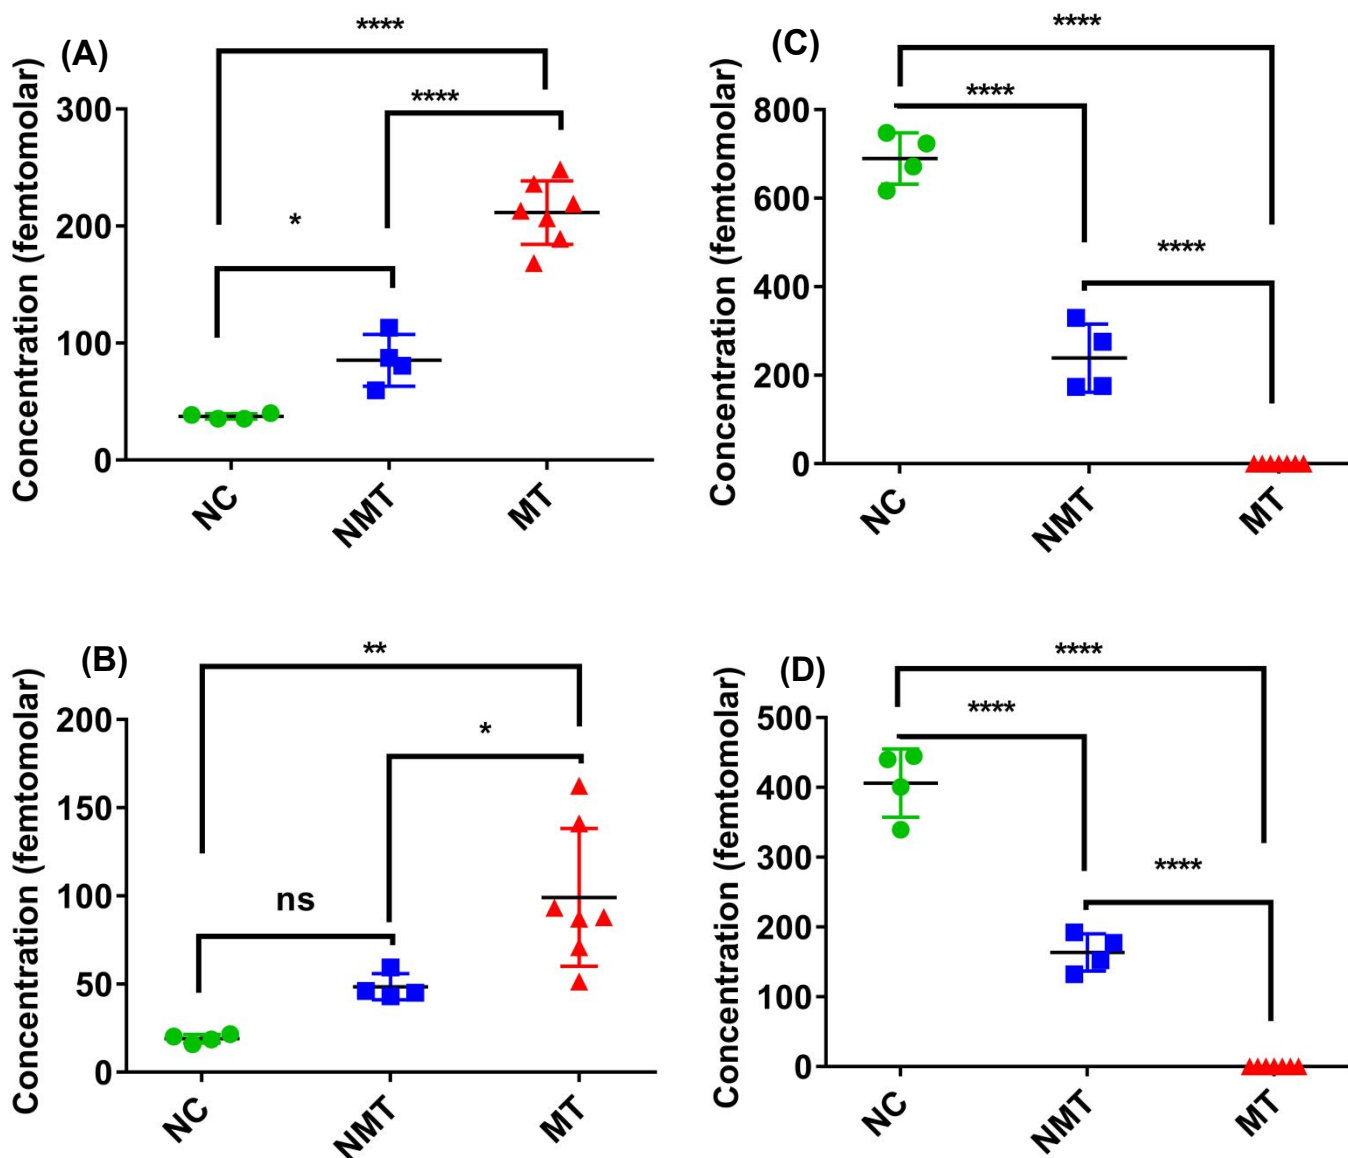 (A)
Concentration (femtomolar)
300
200
100
0
****
****
*
NC
NMT
MT
(C)
Concentration (femtomolar)
800
600
400
200
0
****
****
****
NC
NMT
MT
(B)
Concentration (femtomolar)
200
150
100
50
0
**
*
ns
NC
NMT
MT
(D)
Concentration (femtomolar)
500
400
300
200
100
0
****
****
****
NC
NMT
MT